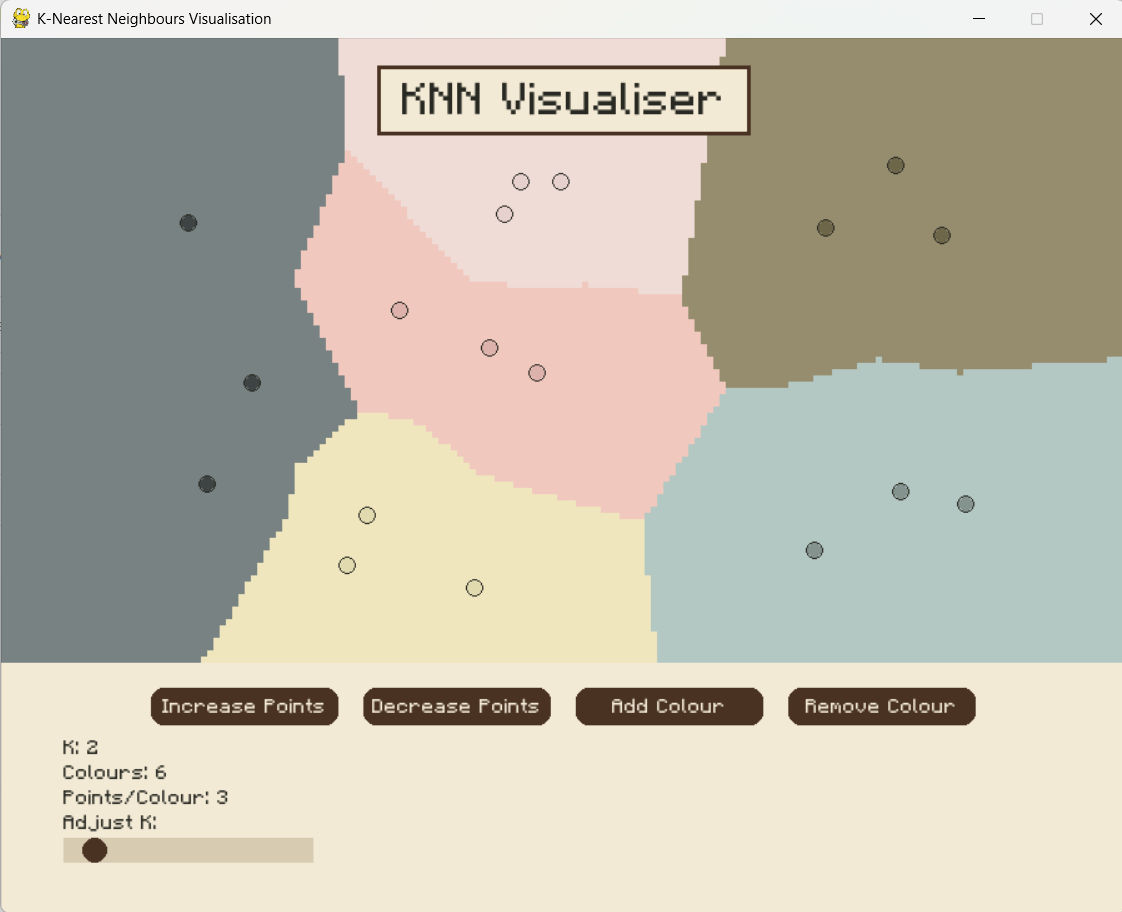 K-Nearest Neighbours Visualisation
KNN Visualiser
Increase Points
Decrease Points
Add Colour
Remove Colour
K: 2
Colours: 6
Points/Colour: 3
Adjust K: